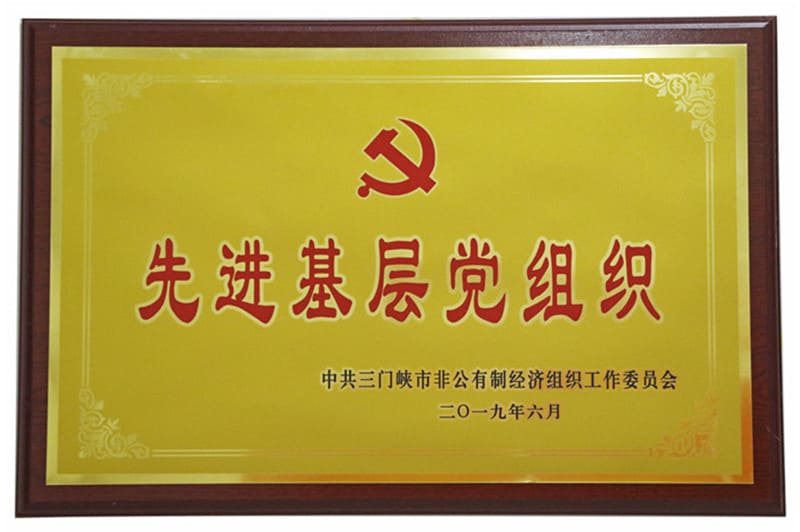 先进基层党组织
中共三门峡市非公有制经济组织工作委员会
二〇一九年六月